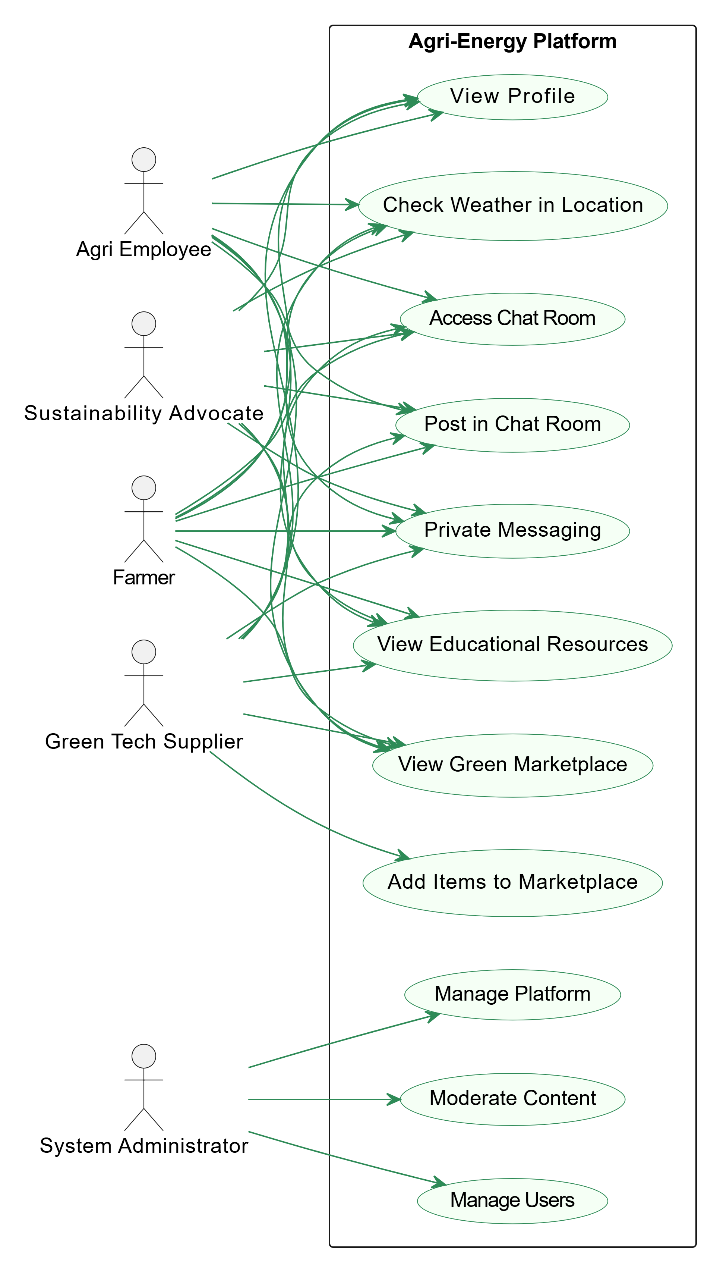 Agri-Energy Platform
View Profile
Check Weather in Location
Agri Employee
Access Chat Room
Sustainability Advocate
Post in Chat Room
Private Messaging
Farmer
View Educational Resources
Green Tech Supplier
View Green Marketplace
Add Items to Marketplace
Manage Platform
Moderate Content
System Administrator
Manage Users